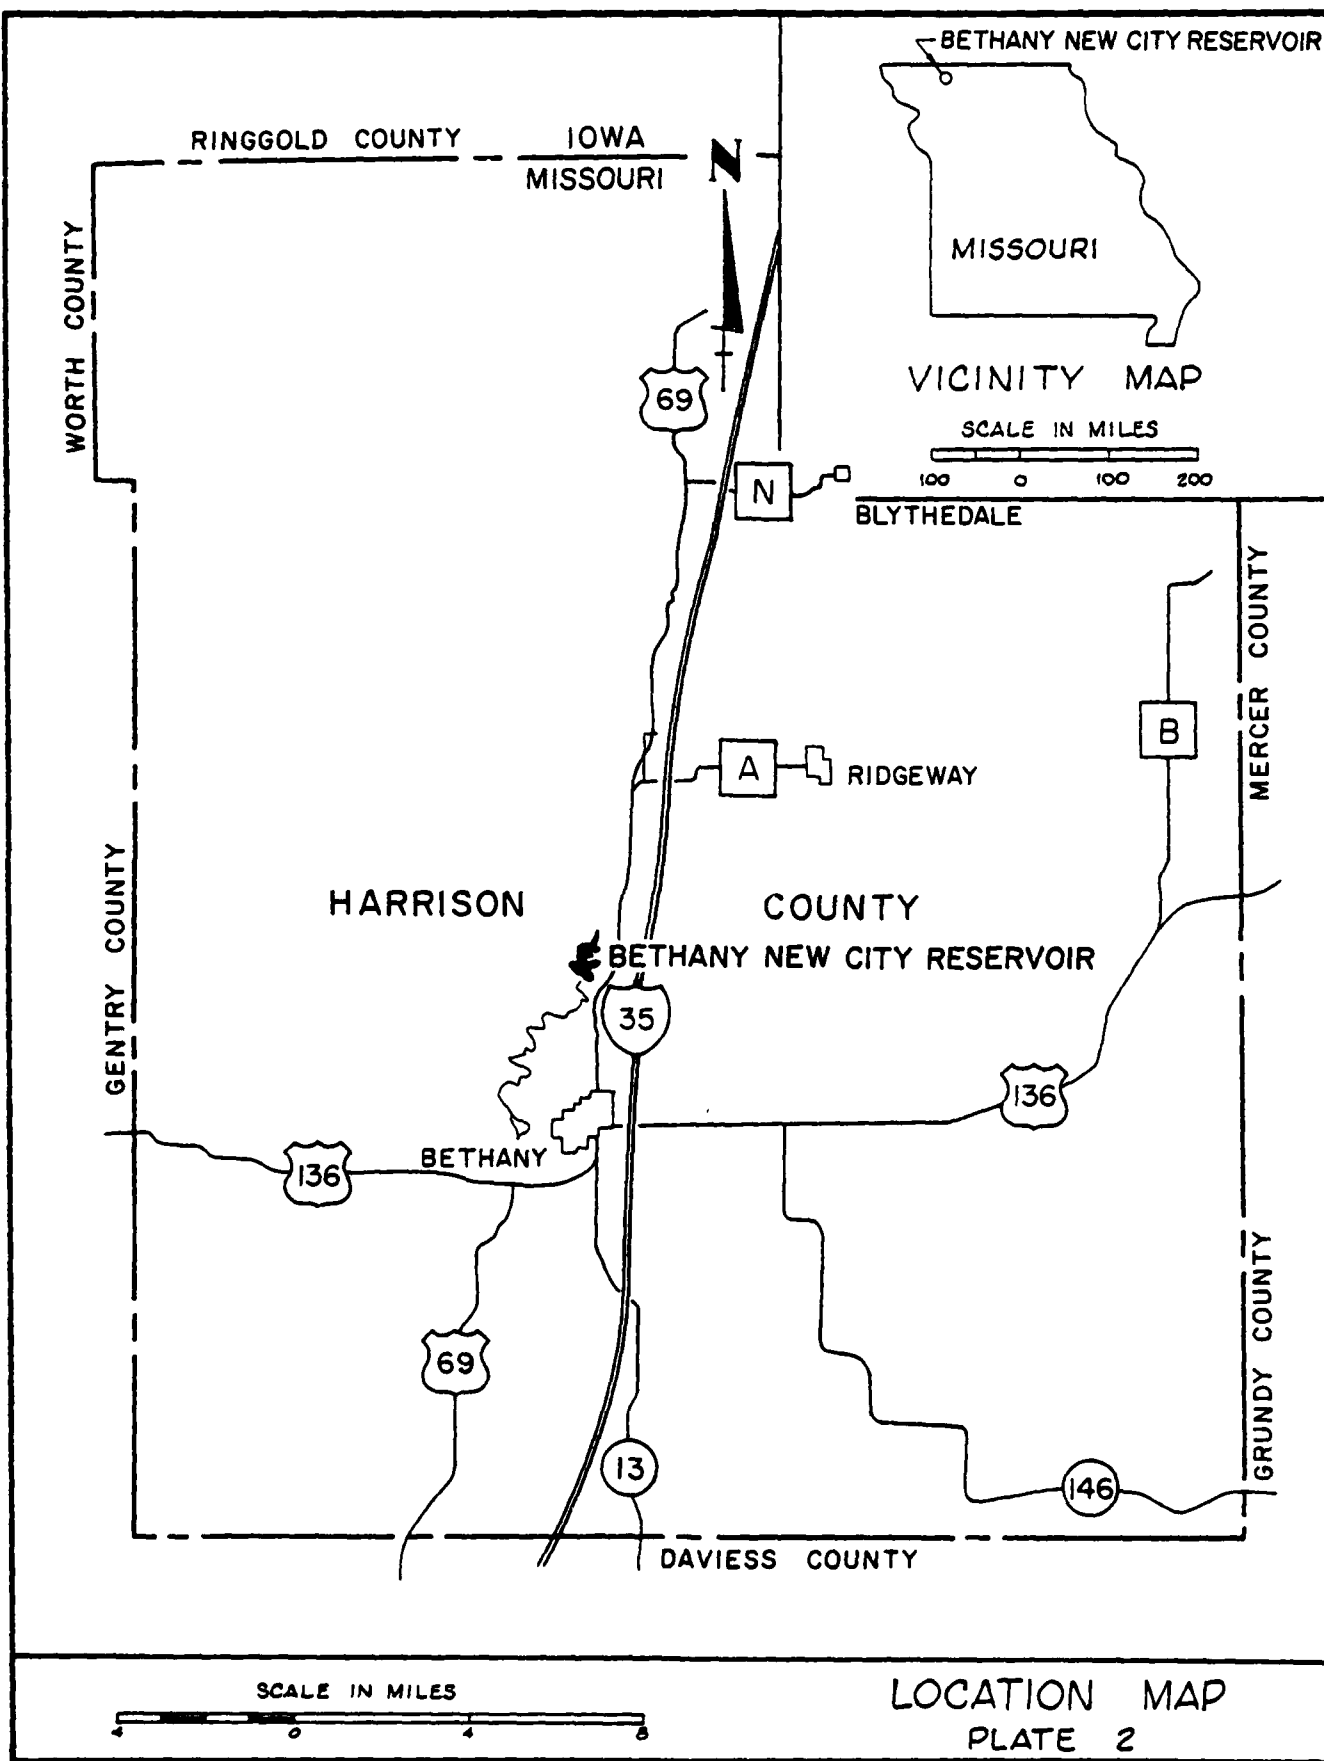 BETHANY NEW CITY RESERVOIR
RINGGOLD COUNTY
IOWA
MISSOURI
N
WORTH COUNTY
MISSOURI
VICINITY MAP
SCALE IN MILES
100 0 100 200
69
N
BLYTHEDALE
MERCER COUNTY
B
A
RIDGEWAY
GENTRY COUNTY
HARRISON COUNTY
BETHANY NEW CITY RESERVOIR
35
136
BETHANY
136
69
13
146
GRUNDY COUNTY
DAVIESS COUNTY
SCALE IN MILES
4 0 4 8
LOCATION MAP
PLATE 2